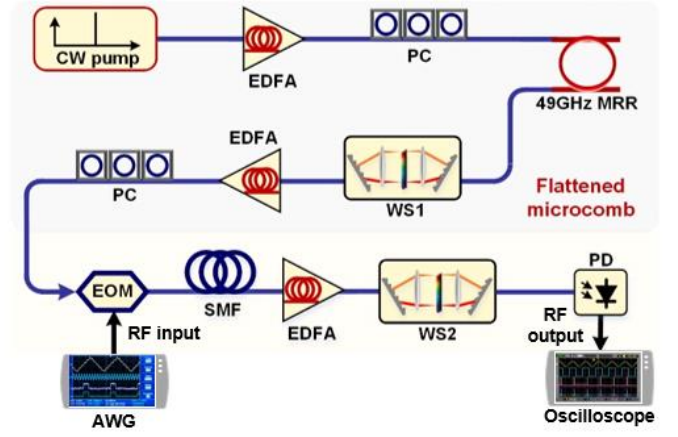 CW pump
EDFA
PC
49GHz MRR
EDFA
PC
WS1
Flattened
microcomb
EOM
SMF
EDFA
WS2
PD
RF input
RF
output
AWG
Oscilloscope